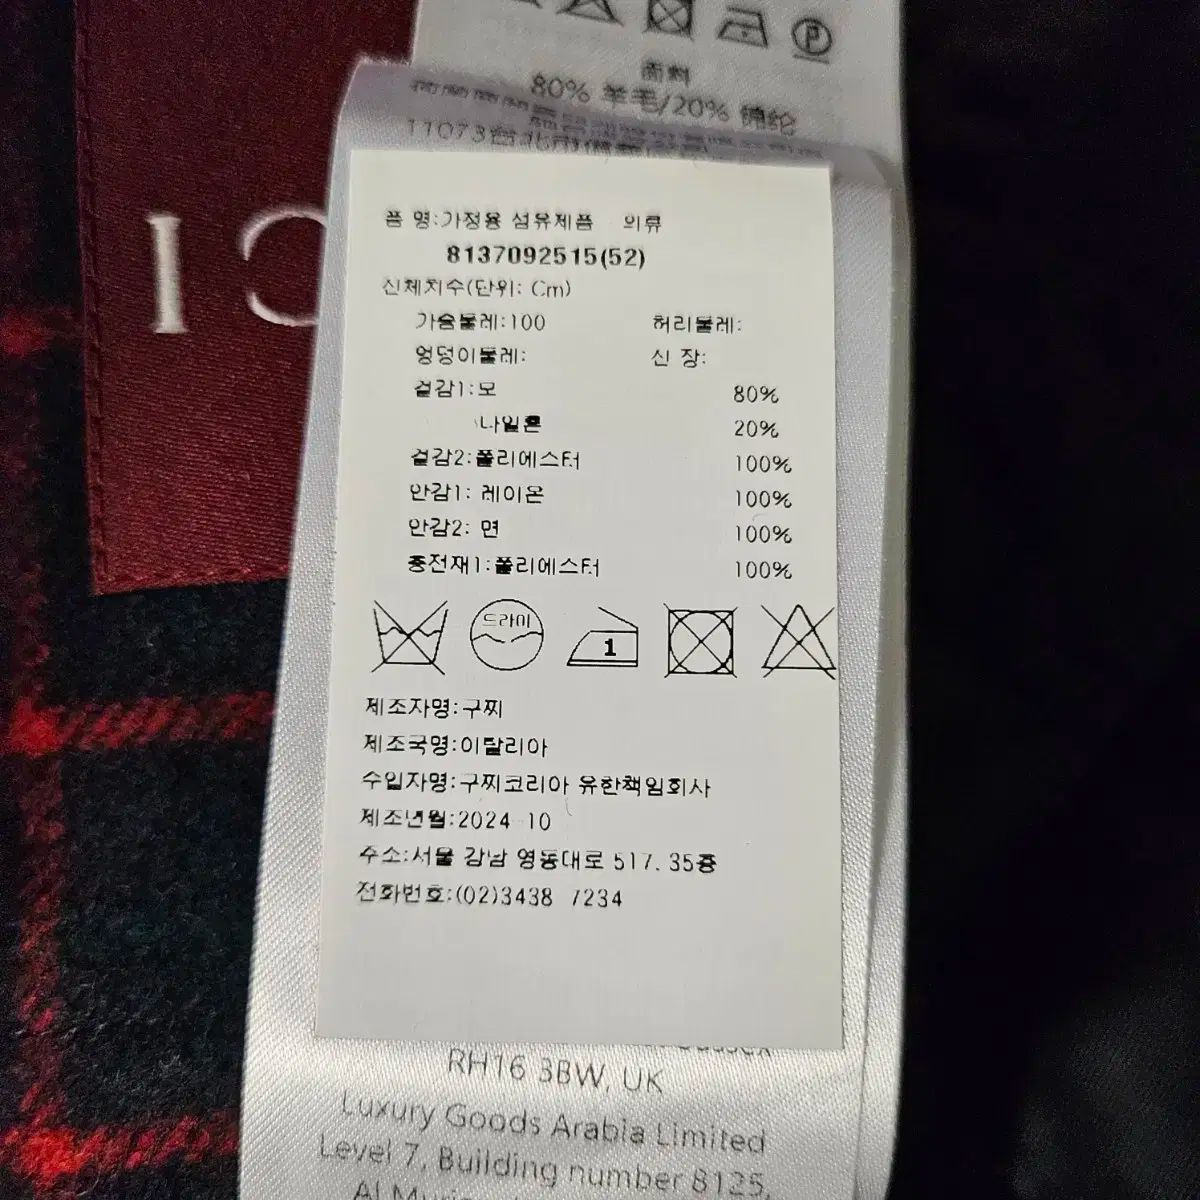 面料
80% 羊毛/20% 锦纶
IC
품 명:가정용 섬유제품 의류
8137092515(52)
신체치수(단위: Cm)
가슴둘레:100 허리둘레:
엉덩이둘레: 신 장:
겉감1:모 80%
나일론 20%
겉감2:폴리에스터 100%
안감1: 레이온 100%
안감2: 면 100%
충전재1:폴리에스터 100%
드라이
1
제조자명:구찌
제조국명:이탈리아
수입자명:구찌코리아 유한책임회사
제조년월:2024 10
주소:서울 강남 영동대로 517. 35층
전화번호:(02)3438 7234
RH16 3BW, UK
Luxury Goods Arabia Limited
Level 7, Building number 8125,